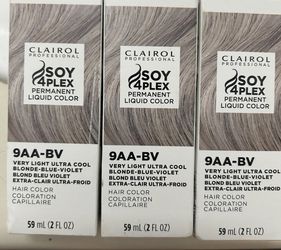 CLAIROL
PROFESSIONAL
SOY
4PLEX
PERMANENT
LIQUID COLOR
9AA-BV
VERY LIGHT ULTRA COOL
BLONDE-BLUE-VIOLET
BLOND BLEU VIOLET
EXTRA-CLAIR ULTRA-FROID
HAIR COLOR
COLORATION
CAPILLAIRE
59 mL (2 FL OZ)
CLAIROL
PROFESSIONAL
SOY
4PLEX
PERMANENT
LIQUID COLOR
9AA-BV
VERY LIGHT ULTRA COOL
BLONDE-BLUE-VIOLET
BLOND BLEU VIOLET
EXTRA-CLAIR ULTRA-FROID
HAIR COLOR
COLORATION
CAPILLAIRE
59 mL (2 FL OZ)
CLAIROL
PROFESSIONAL
SOY
4PLEX
PERMANENT
LIQUID COLOR
9AA-BV
VERY LIGHT ULTRA COOL
BLONDE-BLUE-VIOLET
BLOND BLEU VIOLET
EXTRA-CLAIR ULTRA-FROID
HAIR COLOR
COLORATION
CAPILLAIRE
59 mL (2 FL OZ)